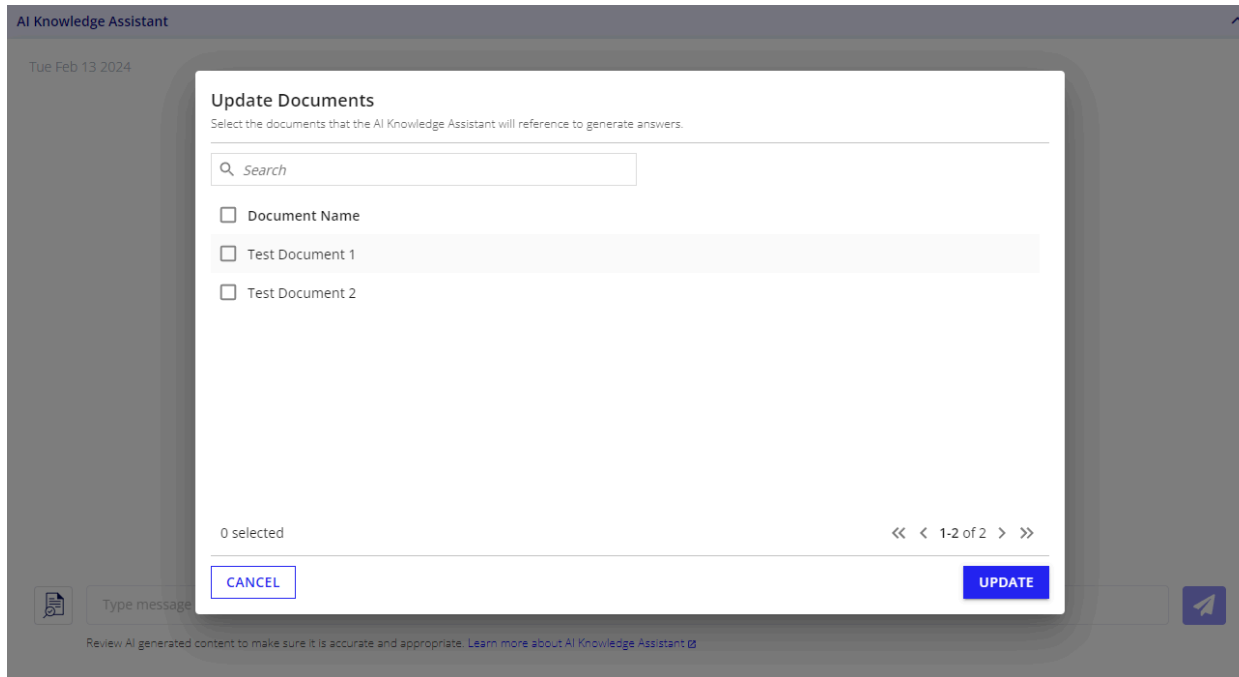 AI Knowledge Assistant
Tue Feb 13 2024
Update Documents
Select the documents that the AI Knowledge Assistant will reference to generate answers.
Search
Document Name
Test Document 1
Test Document 2
0 selected
1-2 of 2
CANCEL
UPDATE
Type message
Review AI generated content to make sure it is accurate and appropriate. Learn more about AI Knowledge Assistant